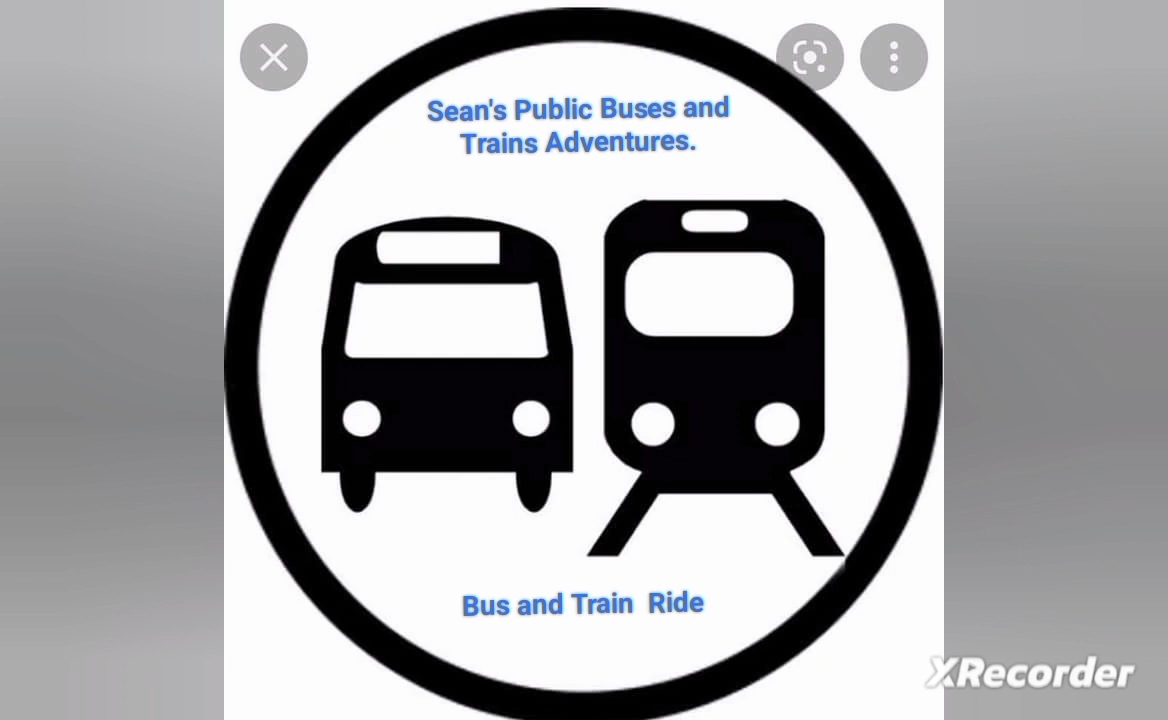 Sean's Public Buses and
Trains Adventures.
Bus and Train Ride
XRecorder